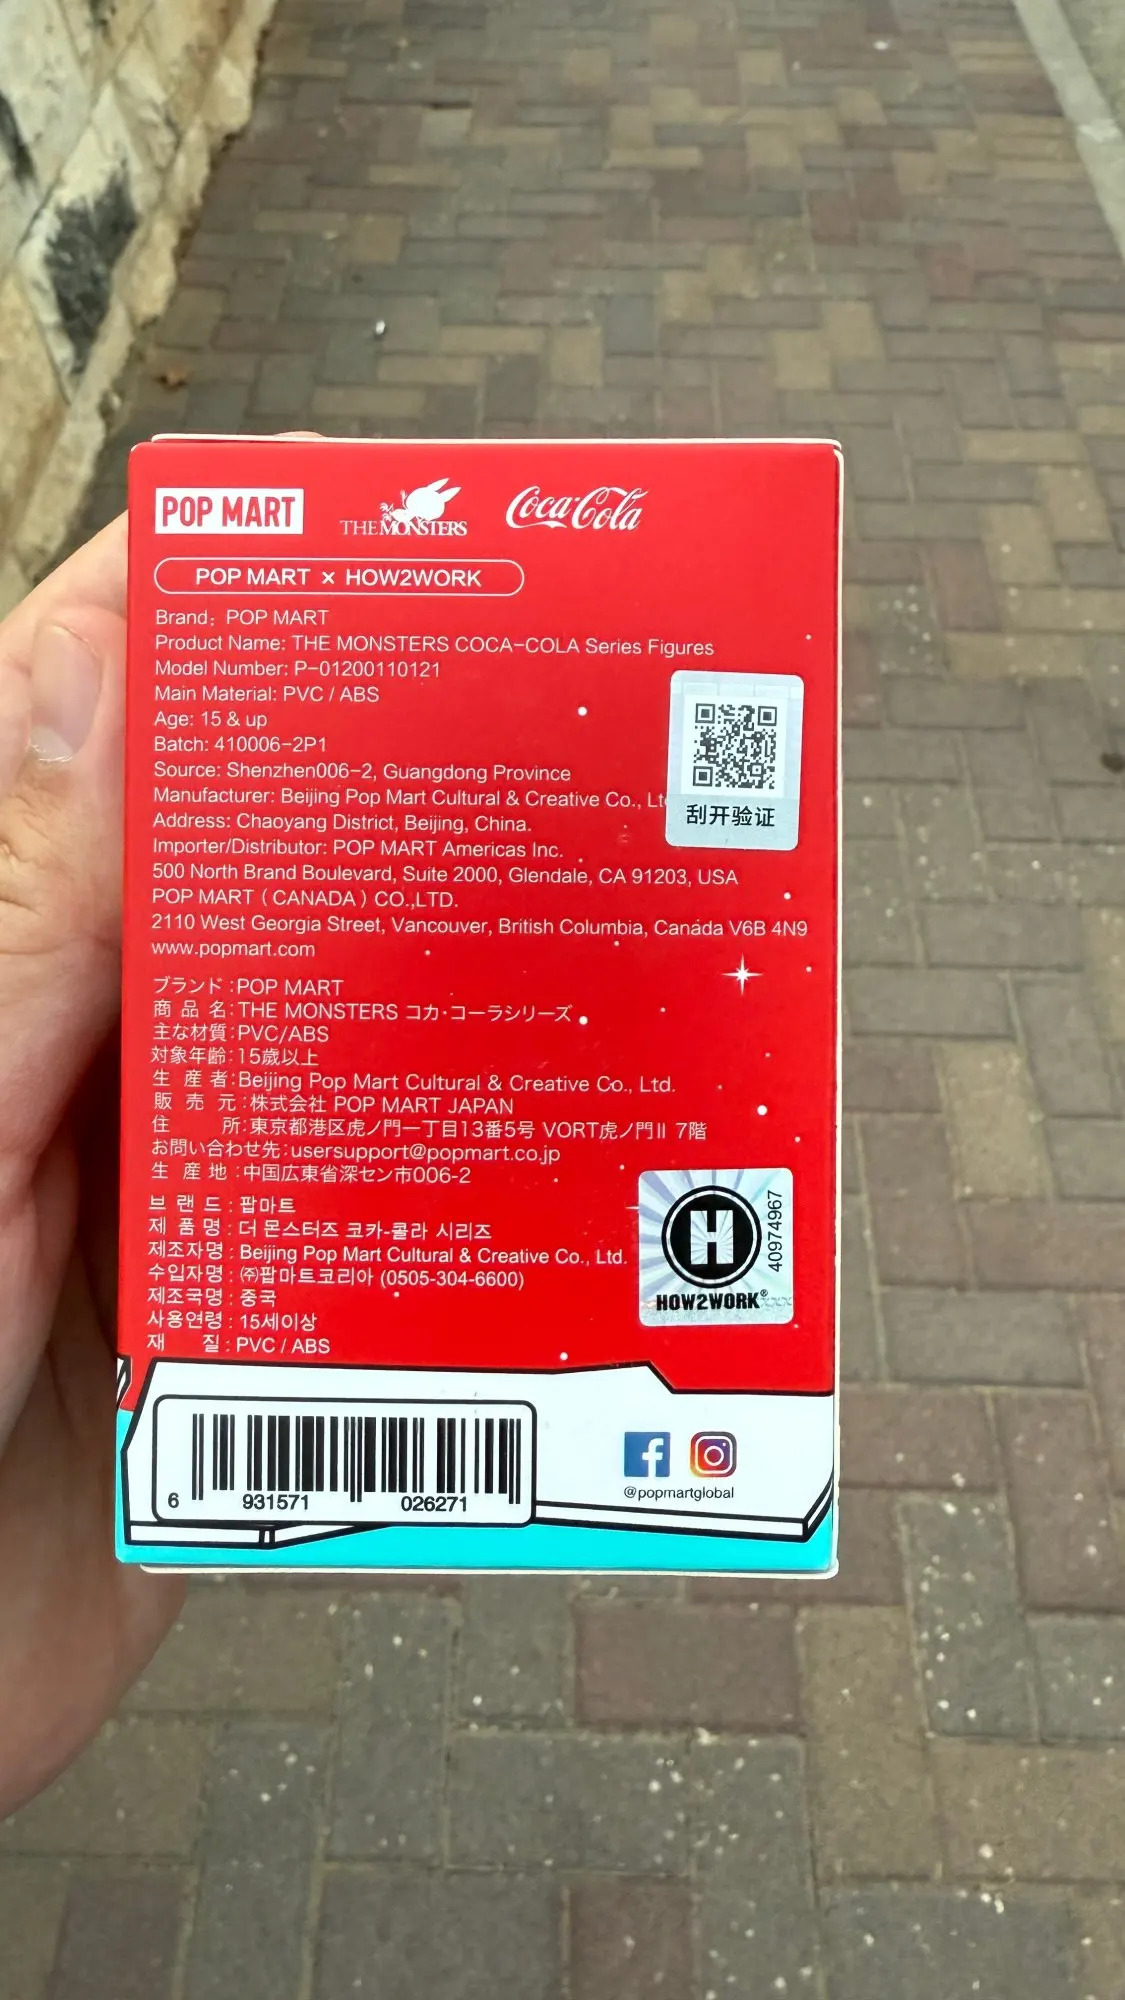 POP MART
THE MONSTERS
Coca-Cola
POP MART × HOW2WORK
Brand: POP MART
Product Name: THE MONSTERS COCA-COLA Series Figures
Model Number: P-01200110121
Main Material: PVC / ABS
Age: 15 & up
Batch: 410006-2P1
Source: Shenzhen006-2, Guangdong Province
Manufacturer: Beijing Pop Mart Cultural & Creative Co.,
Address: Chaoyang District, Beijing, China.
Importer/Distributor: POP MART Americas Inc.
500 North Brand Boulevard, Suite 2000, Glendale, CA 91203, USA
POP MART ( CANADA ) CO.,LTD.
2110 West Georgia Street, Vancouver, British Columbia, Canada V6B 4N9
www.popmart.com
刮开验证
ブランド:POP MART
商品名:THE MONSTERS コカ·コーラシリーズ
主な材質:PVC/ABS
対象年齢:15歳以上
生産者:Beijing Pop Mart Cultural & Creative Co., Ltd.
販売元:株式会社 POP MART JAPAN
住所:東京都港区虎ノ門一丁目13番5号 VORT虎ノ門II 7階
お問い合わせ先:usersupport@popmart.co.jp
生産地:中国広東省深セン市006-2
브랜드 : 팝마트
제품명 : 더 몬스터즈 코카-콜라 시리즈
제조자명 : Beijing Pop Mart Cultural & Creative Co., Ltd.
수입자명 : ㈜팝마트코리아 (0505-304-6600)
제조국명 : 중국
사용연령 : 15세이상
재질 : PVC / ABS
H
HOW2WORK®
40974967
6 931571 026271
@popmartglobal